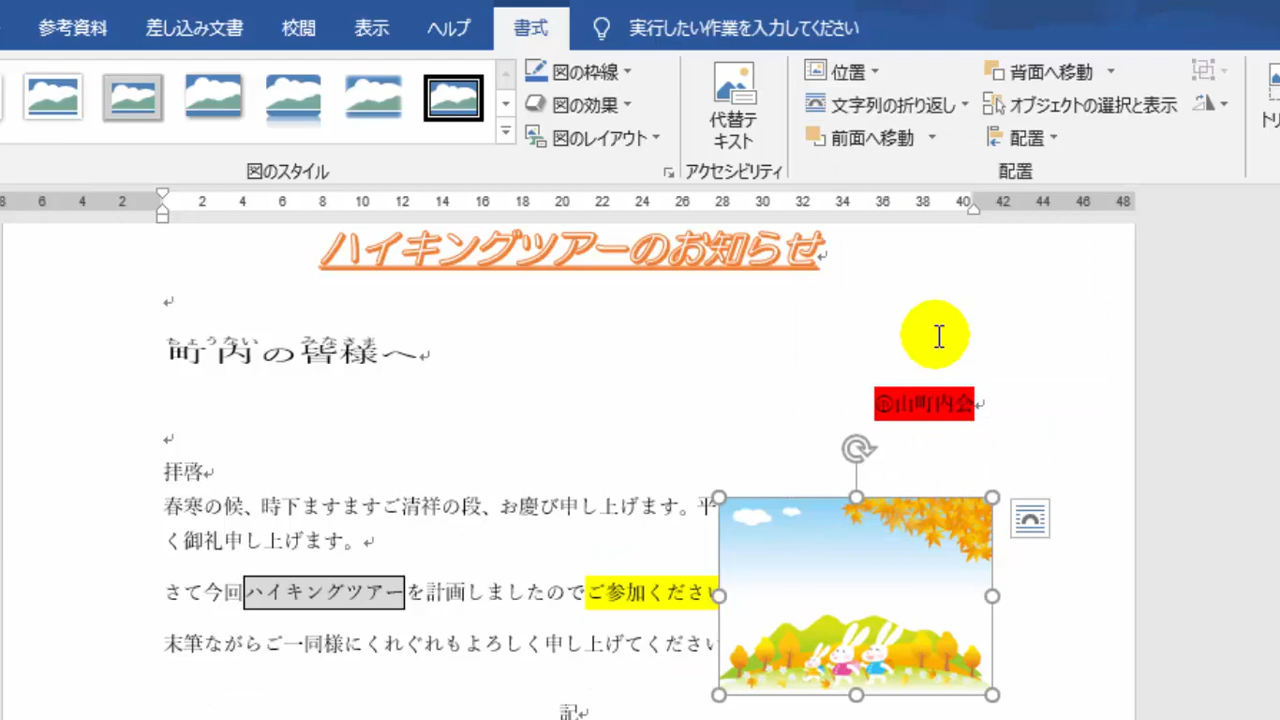 参考資料 差し込み文書 校閲 表示 ヘルプ 書式 実行したい作業を入力してください
図の枠線 位置 背面へ移動
図の効果 代替テキスト 文字列の折り返し オブジェクトの選択と表示
図のレイアウト 前面へ移動 配置
図のスタイル アクセシビリティ 配置
8 6 4 2 2 4 6 8 10 12 14 16 18 20 22 24 26 28 30 32 34 36 38 40 42 44 46 48
ハイキングツアーのお知らせ
ちょうない みなさま
町内の皆様へ
山町内会
拝啓
春寒の候、時下ますますご清祥の段、お慶び申し上げます。平
く御礼申し上げます。
さて今回ハイキングツアーを計画しましたのでご参加ください
末筆ながらご一同様にくれぐれもよろしく申し上げてください
記